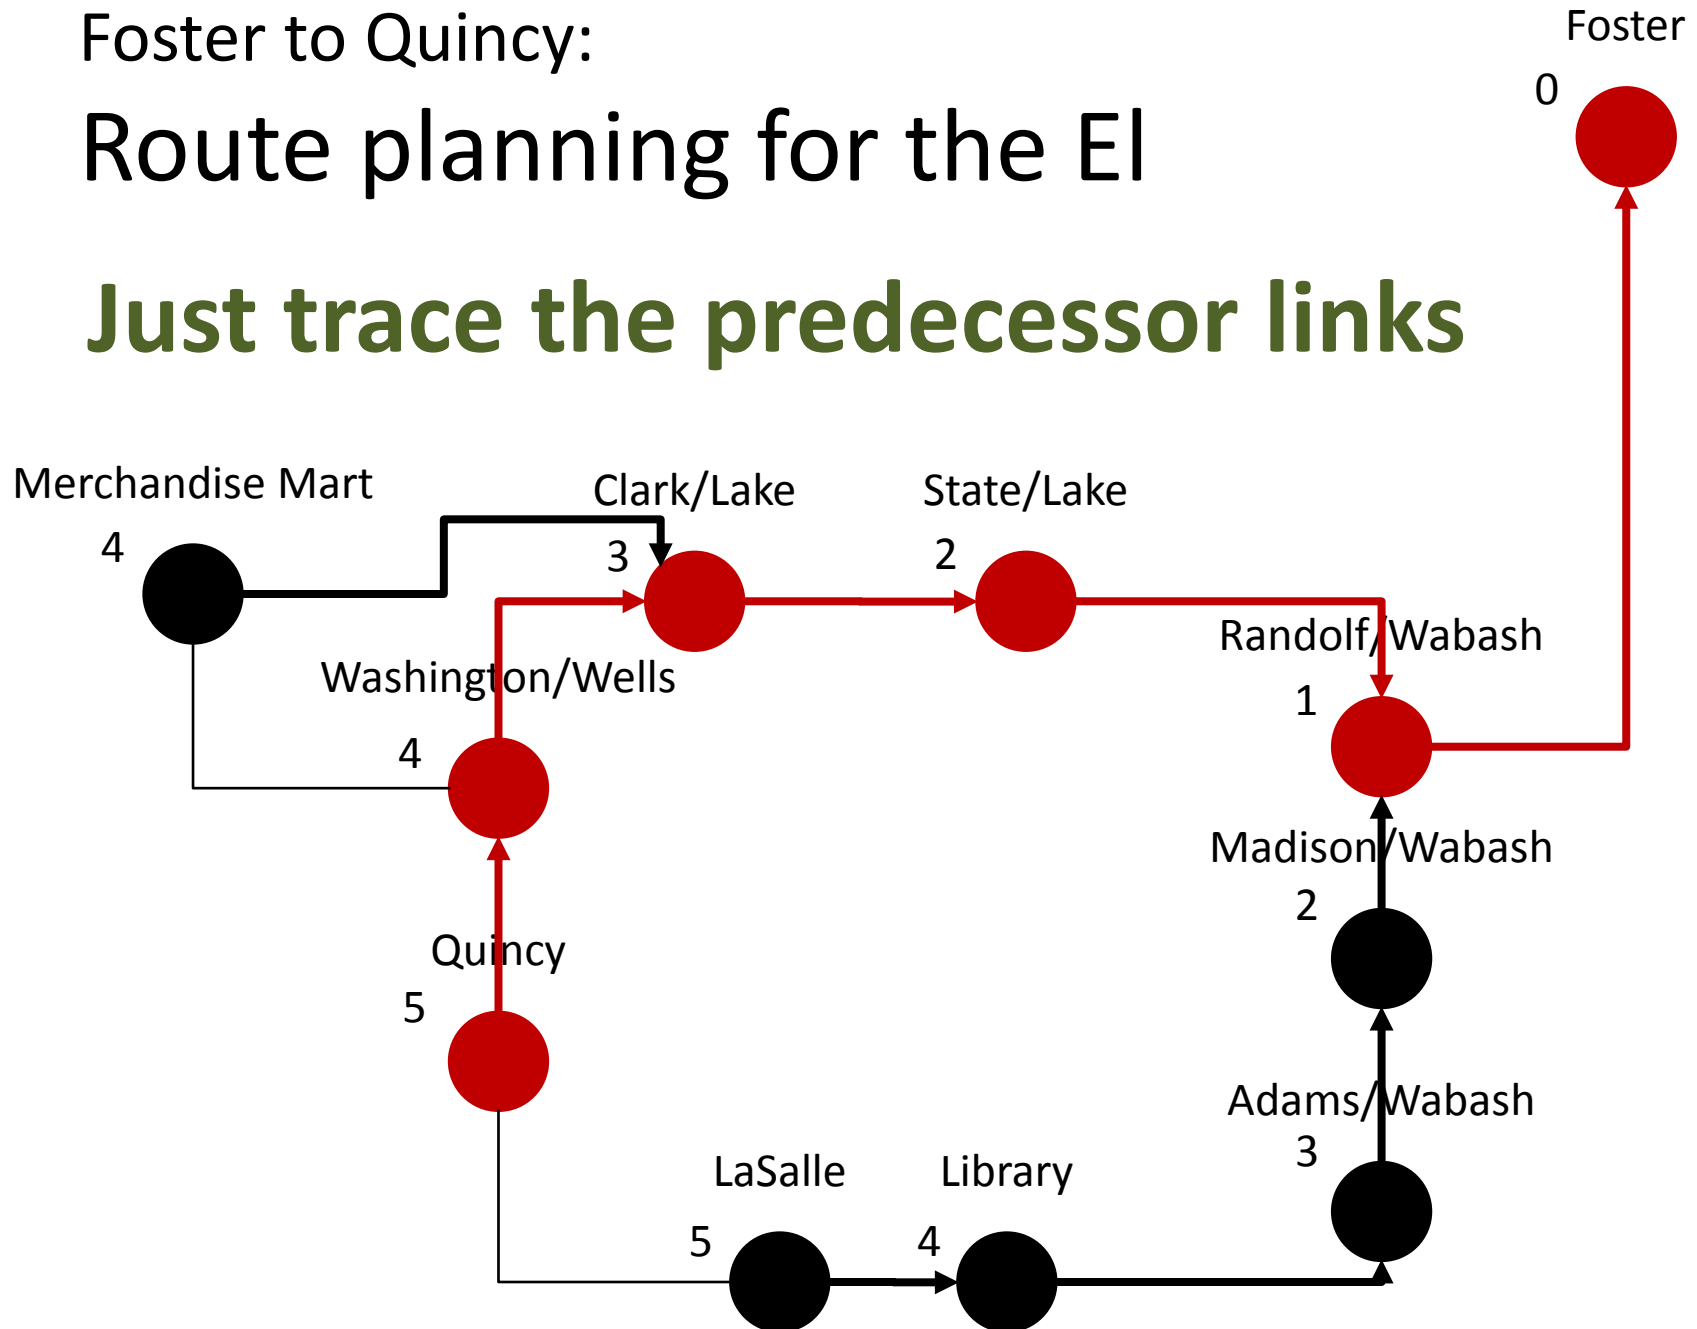 Foster to Quincy:
Foster
0
Route planning for the El
Just trace the predecessor links
Merchandise Mart
Clark/Lake
State/Lake
4
3
2
Randolf/Wabash
Washington/Wells
1
4
Madison/Wabash
2
Quincy
5
Adams/Wabash
3
LaSalle
Library
5
4